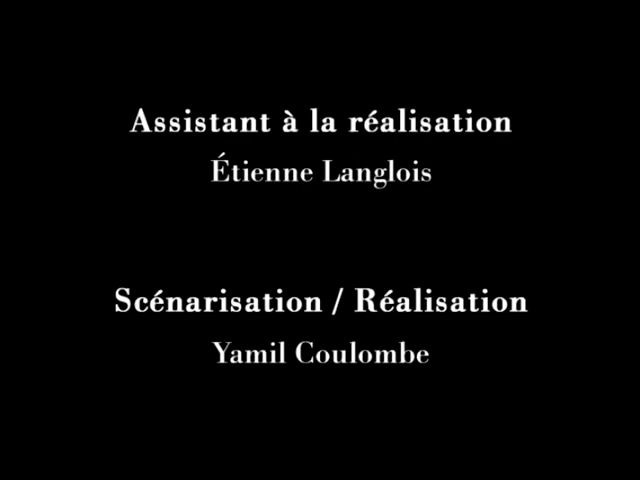 Assistant à la réalisation
Étienne Langlois
Scénarisation / Réalisation
Yamil Coulombe